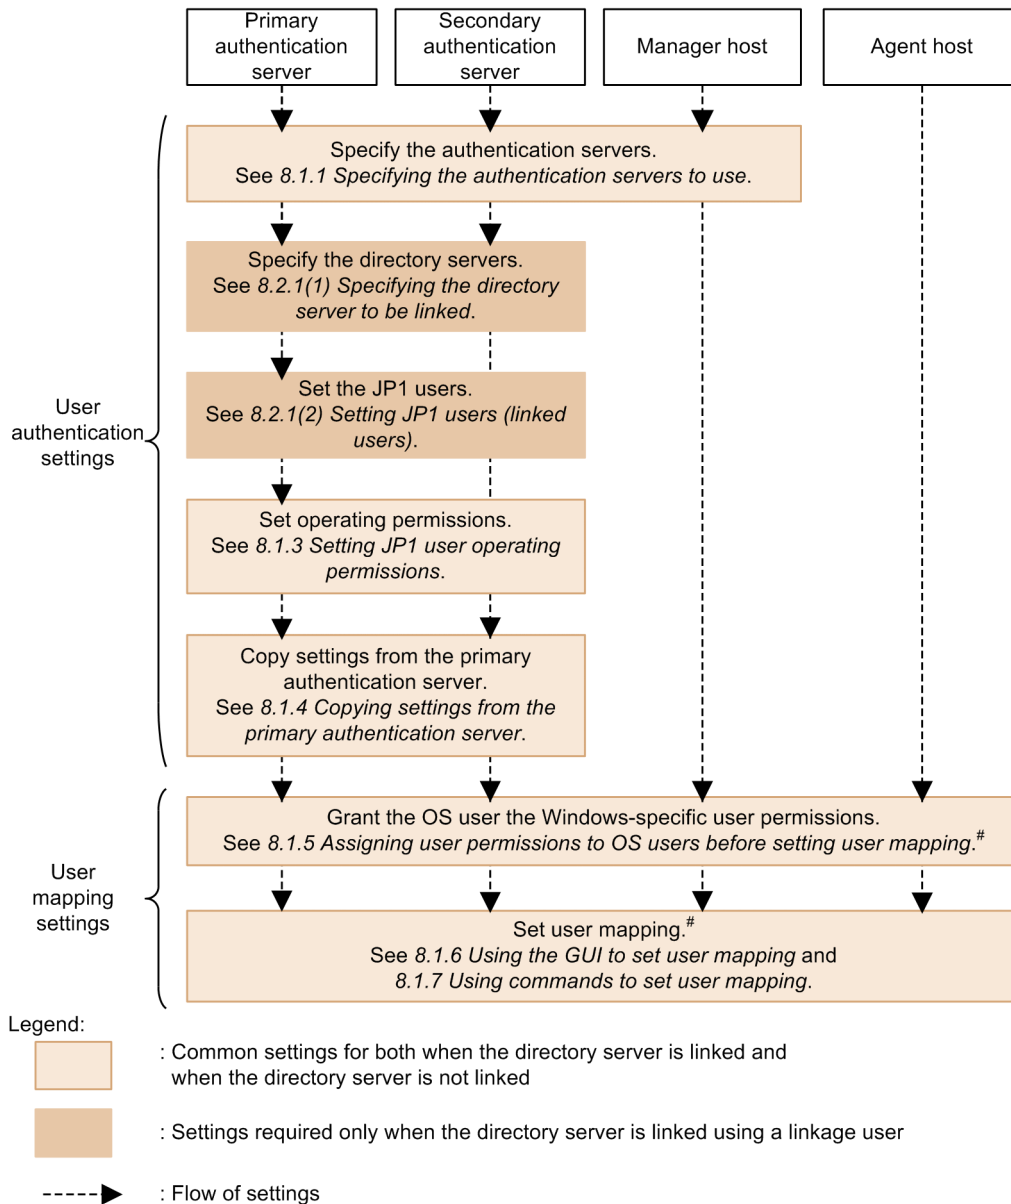 Primary
authentication
server
Secondary
authentication
server
Manager host
Agent host
Specify the authentication servers.
See 8.1.1 Specifying the authentication servers to use.
Specify the directory servers.
See 8.2.1(1) Specifying the directory
server to be linked.
Set the JP1 users.
See 8.2.1(2) Setting JP1 users (linked
users).
User
authentication
settings
Set operating permissions.
See 8.1.3 Setting JP1 user operating
permissions.
Copy settings from the primary
authentication server.
See 8.1.4 Copying settings from the
primary authentication server.
Grant the OS user the Windows-specific user permissions.
See 8.1.5 Assigning user permissions to OS users before setting user mapping.#
User
mapping
settings
Set user mapping.#
See 8.1.6 Using the GUI to set user mapping and
8.1.7 Using commands to set user mapping.
Legend:
: Common settings for both when the directory server is linked and
when the directory server is not linked
: Settings required only when the directory server is linked using a linkage user
: Flow of settings